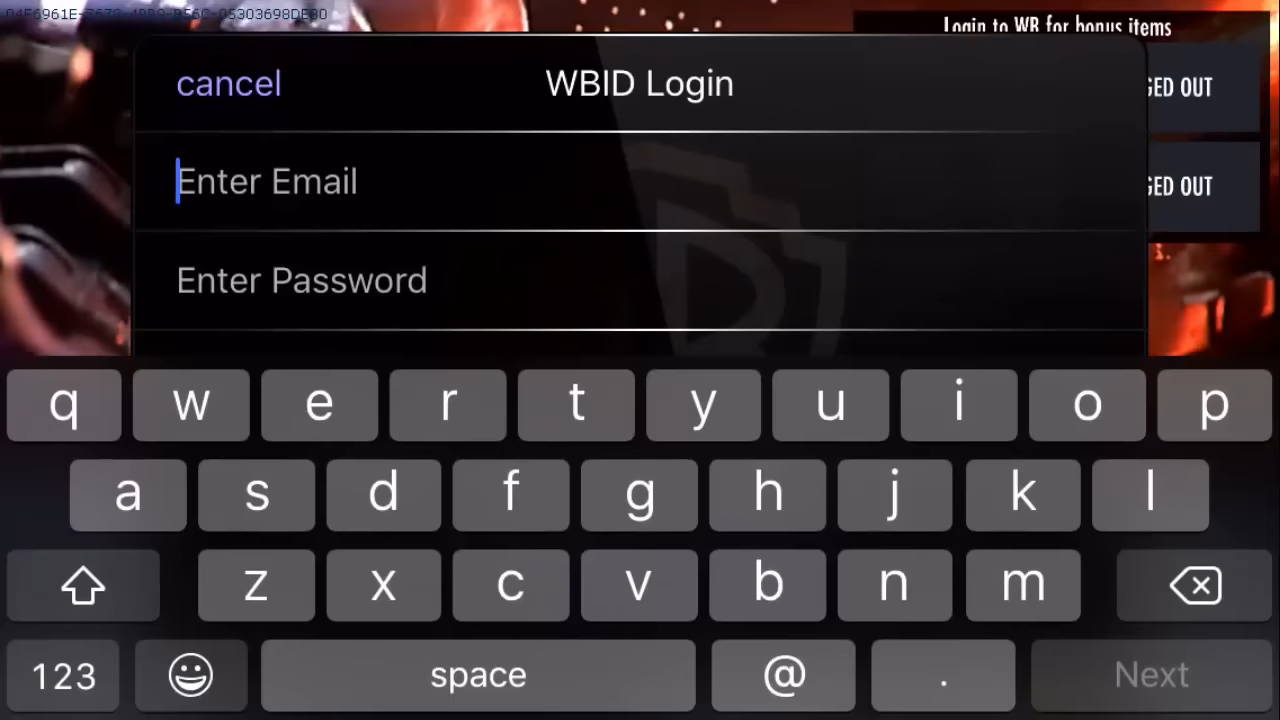 Login to WB for bonus items
cancel
WBID Login
GED OUT
Enter Email
GED OUT
Enter Password
q w e r t y u i o p
a s d f g h j k l
z x c v b n m
123 space @ . Next